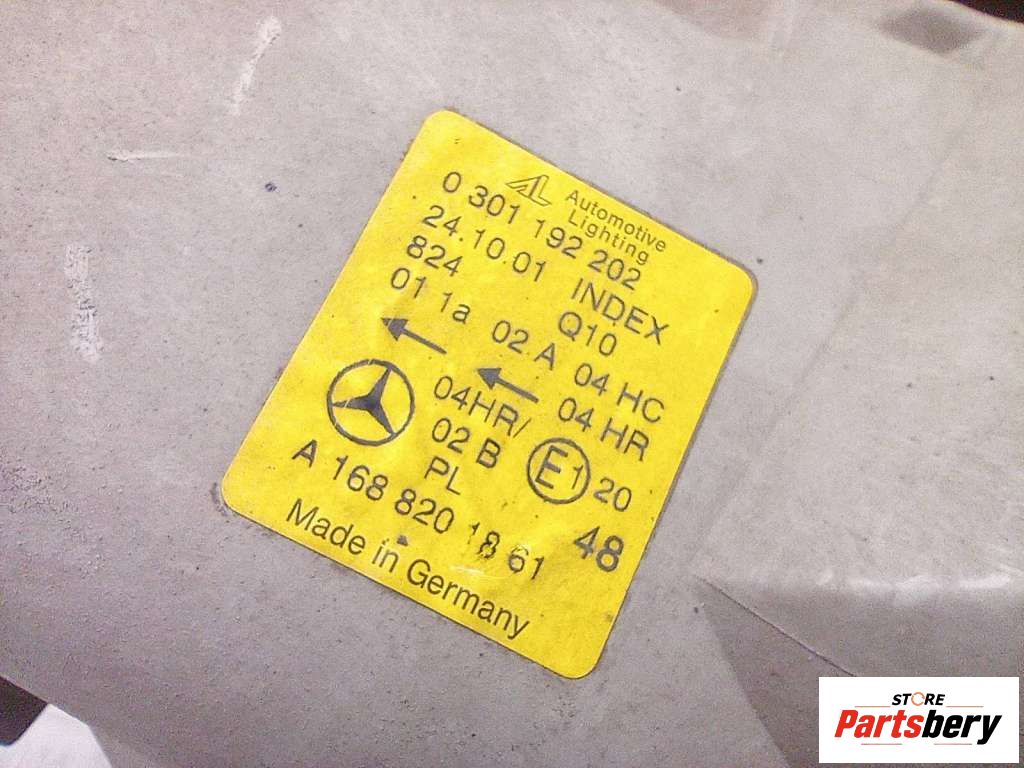 AL Automotive
Lighting
0 301 192 202
24.10.01 INDEX
824 Q10
01 1a 02 A 04 HC
04 HR
04HR/
02 B
PL
E1 20
A 168 820 18 61 48
Made in Germany
STORE
Partsbery